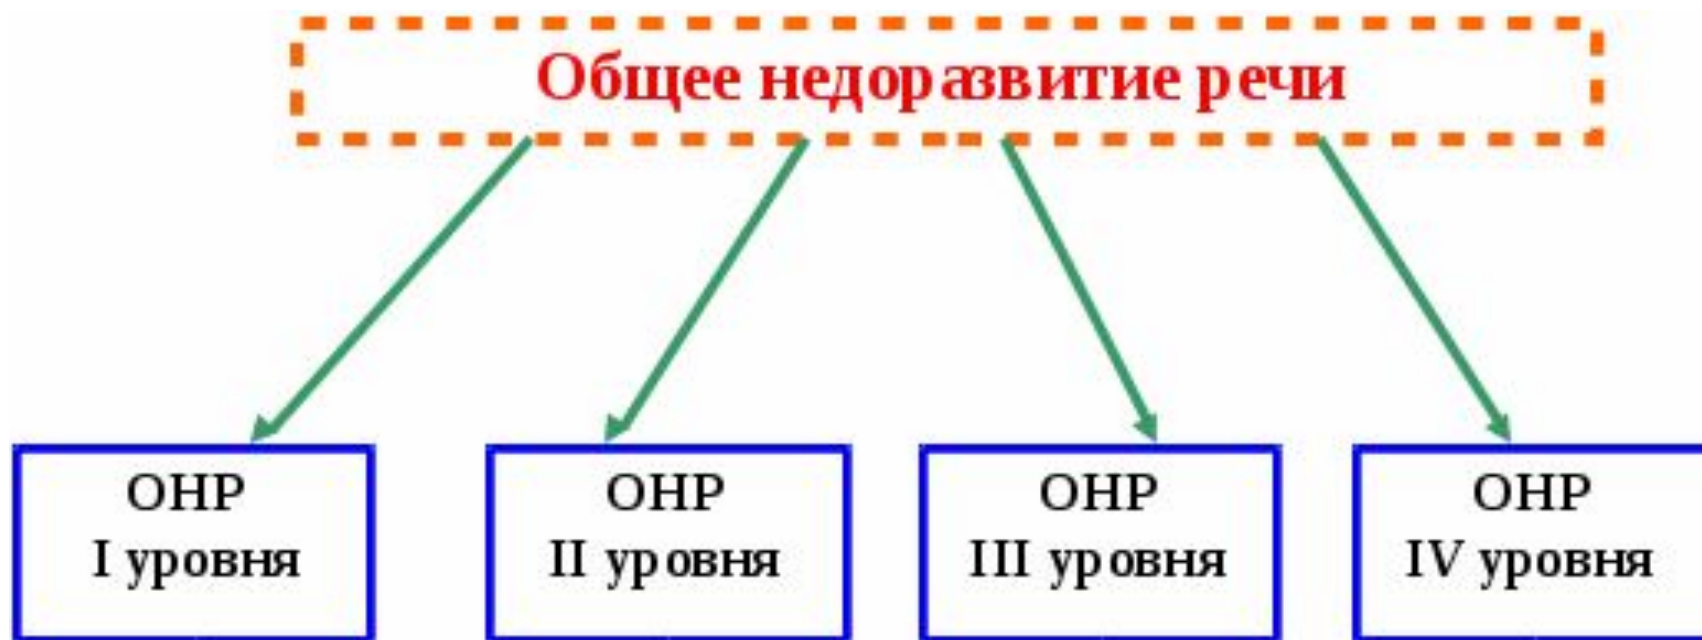 Общее недоразвитие речи
ОНР
I уровня
ОНР
II уровня
ОНР
III уровня
ОНР
IV уровня